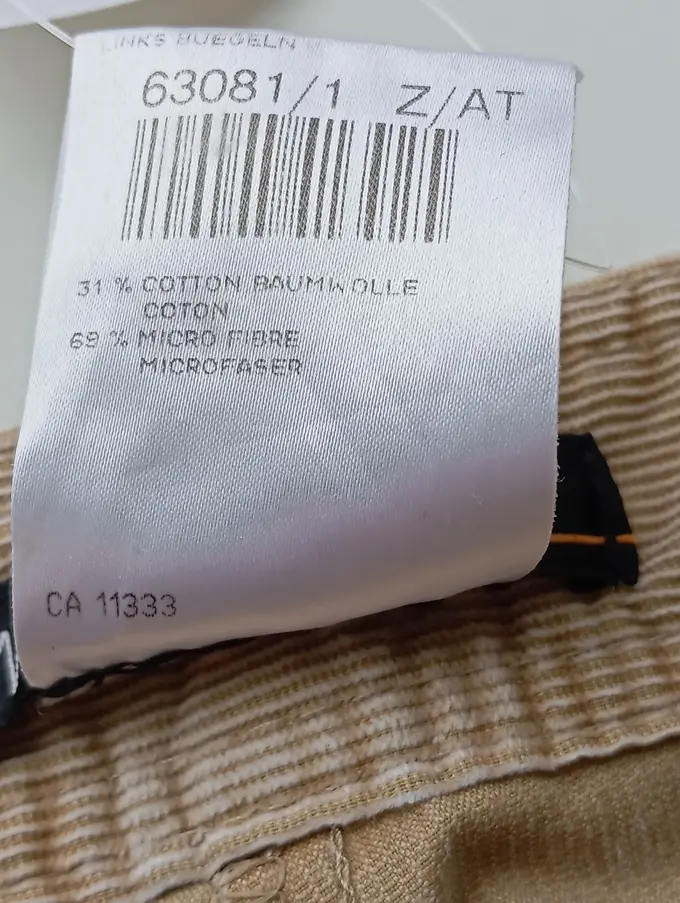 LINKS BUEGELN
63081/1 Z/AT
31 % COTTON BAUMWOLLE
COTON
69 % MICRO FIBRE
MICROFASER
CA 11333